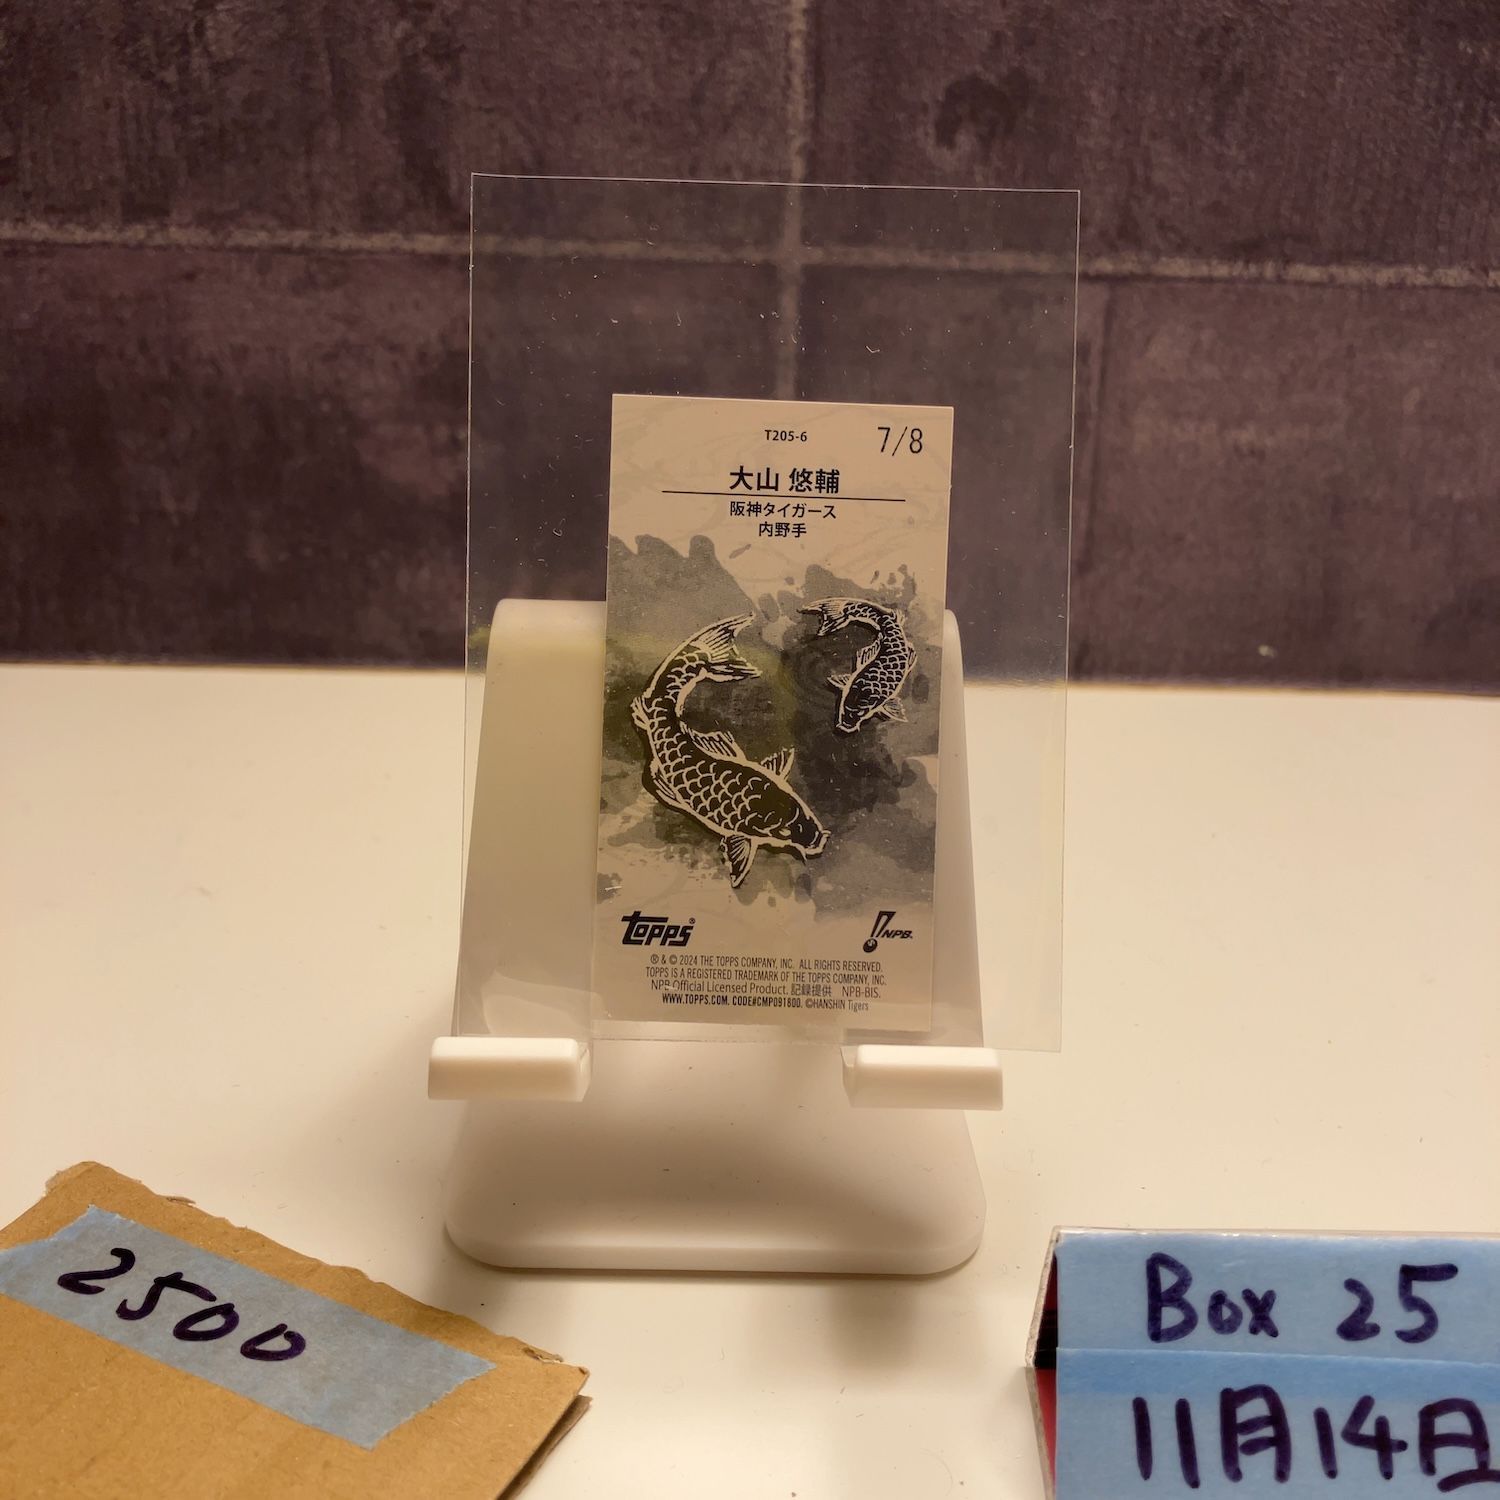 T205-6
7/8
大山 悠輔
阪神タイガース
内野手
topps®
NPB.
® & © 2024 THE TOPPS COMPANY, INC. ALL RIGHTS RESERVED.
TOPPS IS A REGISTERED TRADEMARK OF THE TOPPS COMPANY, INC.
NPB Official Licensed Product. 記録提供 NPB-BIS.
WWW.TOPPS.COM. CODE#CMP091800. ©HANSHIN Tigers
2500
Box 25
11月14日